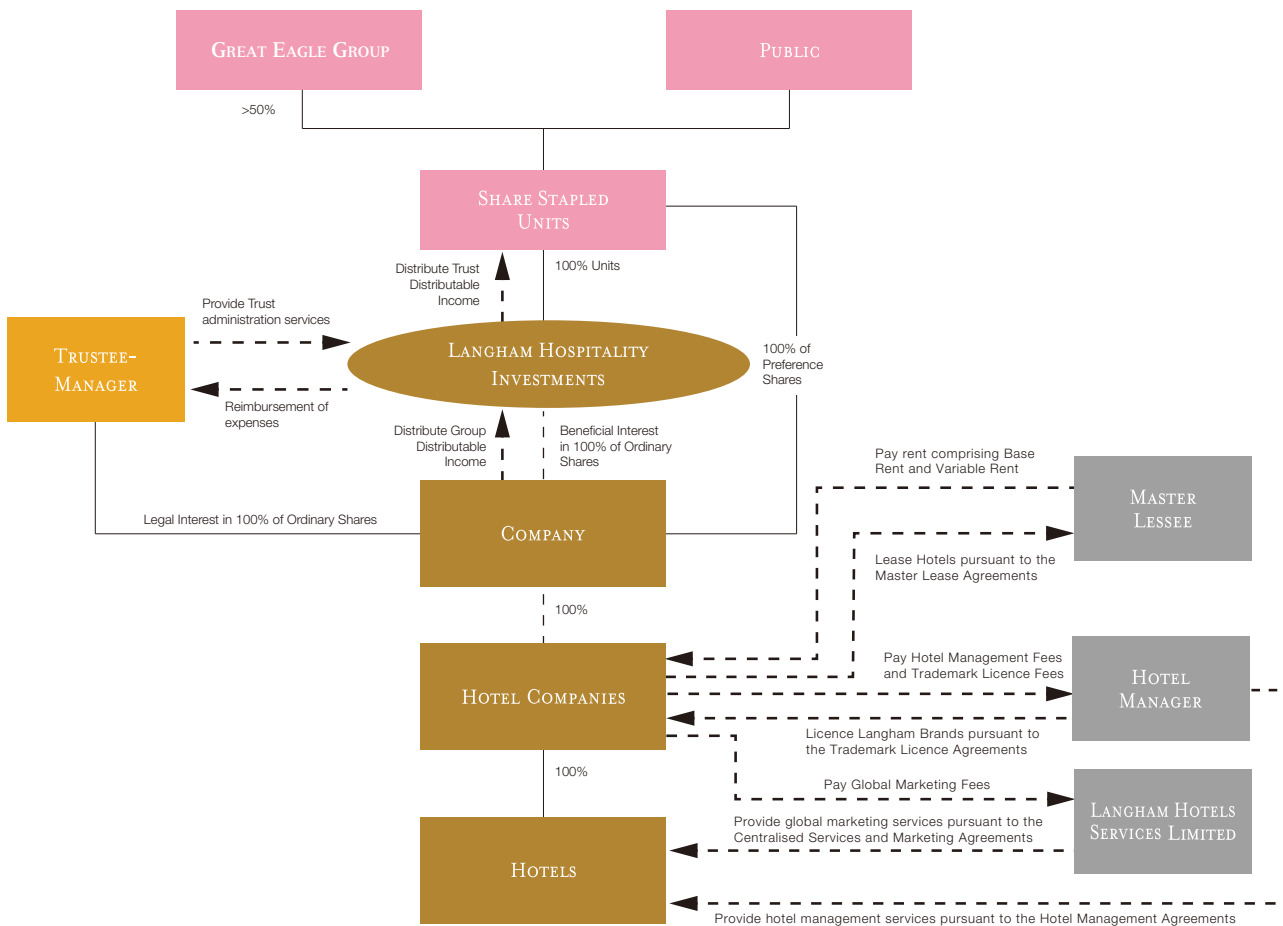 GREAT EAGLE GROUP
PUBLIC
>50%
SHARE STAPLED
UNITS
Distribute Trust
Distributable
Income
100% Units
Provide Trust
administration services
TRUSTEE-
MANAGER
LANGHAM HOSPITALITY
INVESTMENTS
100% of
Preference
Shares
Reimbursement of
expenses
Distribute Group
Distributable
Income
Beneficial Interest
in 100% of Ordinary
Shares
Pay rent comprising Base
Rent and Variable Rent
MASTER
LESSEE
Legal Interest in 100% of Ordinary Shares
COMPANY
Lease Hotels pursuant to the
Master Lease Agreements
100%
HOTEL COMPANIES
Pay Hotel Management Fees
and Trademark Licence Fees
HOTEL
MANAGER
Licence Langham Brands pursuant to
the Trademark Licence Agreements
100%
Pay Global Marketing Fees
LANGHAM HOTELS
SERVICES LIMITED
Provide global marketing services pursuant to the
Centralised Services and Marketing Agreements
HOTELS
Provide hotel management services pursuant to the Hotel Management Agreements